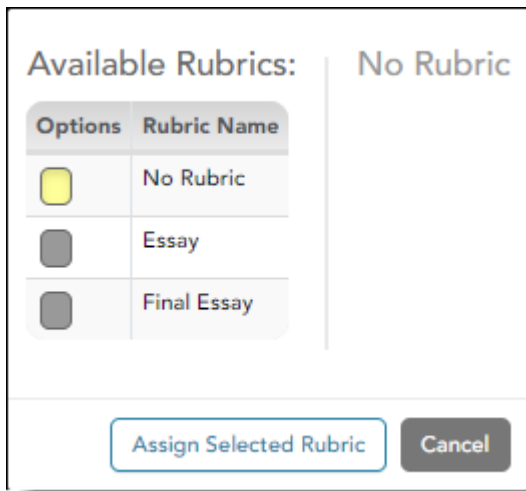 Available Rubrics:
No Rubric
Options Rubric Name
No Rubric
Essay
Final Essay
Assign Selected Rubric Cancel